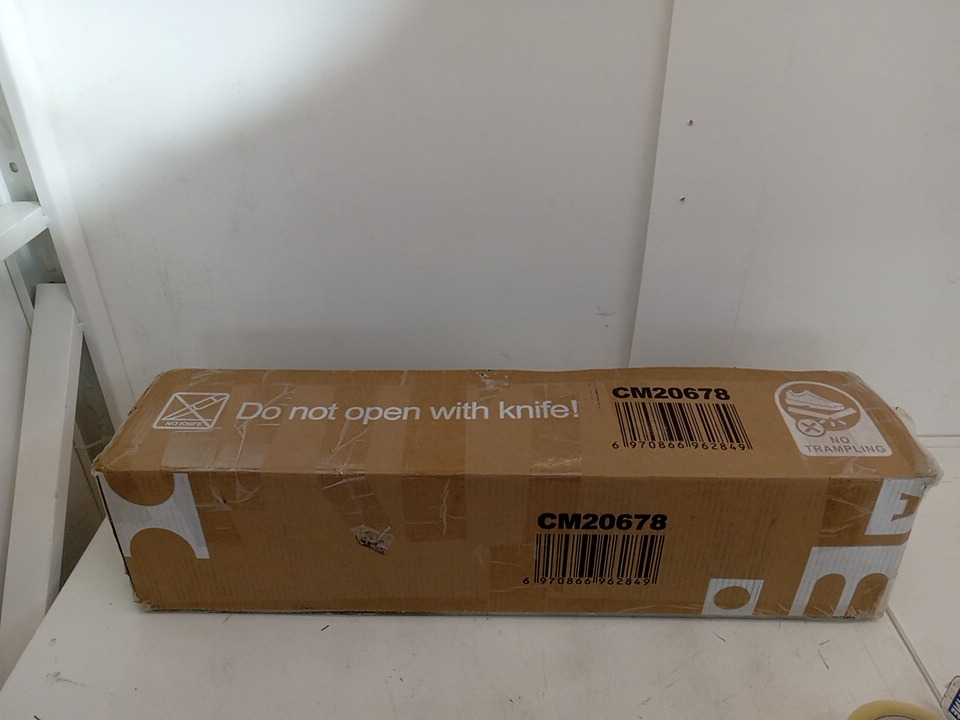 NO KNIFE
Do not open with knife!
CM20678
6 970866 962849
NO
TRAMPLING
CM20678
6 970866 962849